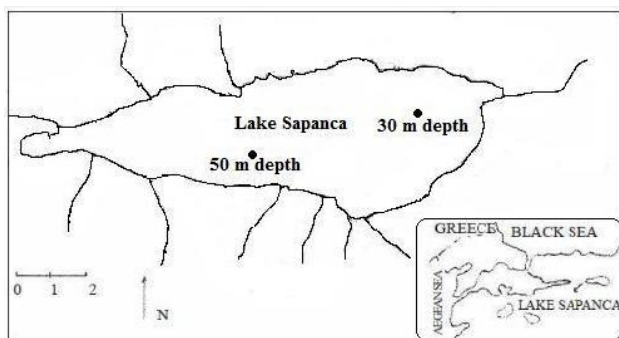 Lake Sapanca
30 m depth
50 m depth
0 1 2
N
GREECE
BLACK SEA
AEGEAN SEA
LAKE SAPANCA